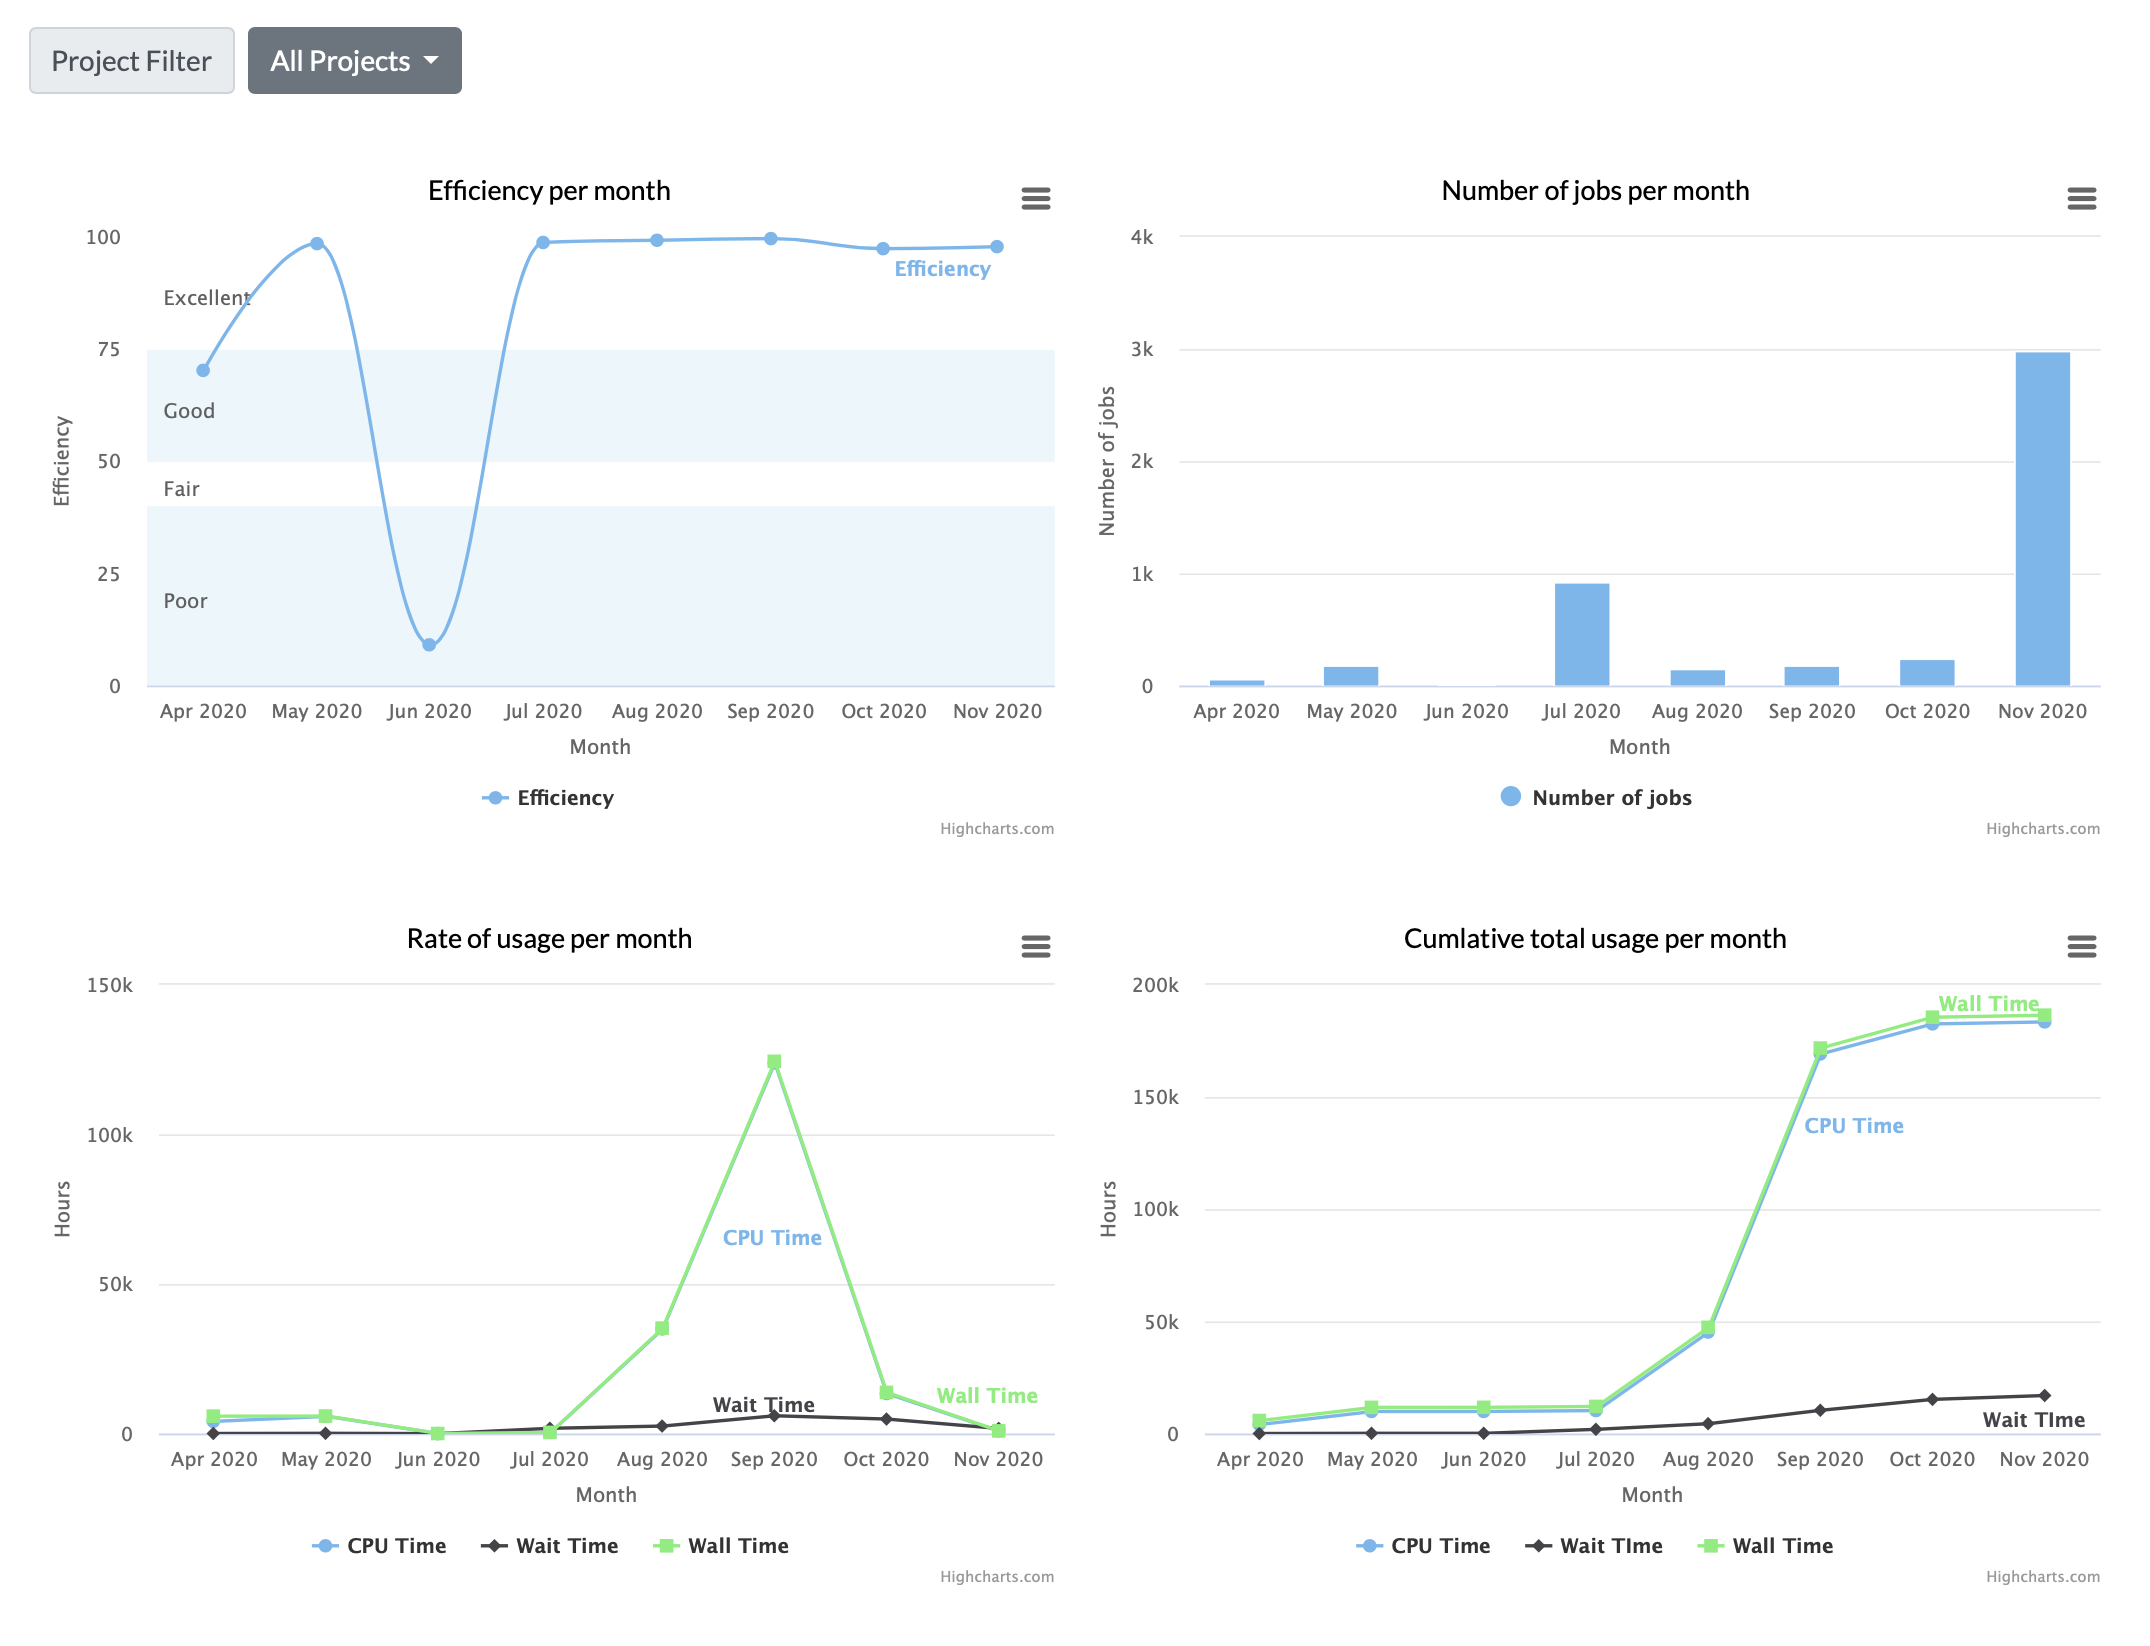 Project Filter
All Projects
Efficiency per month
100
75
50
25
0
Excellent
Good
Fair
Poor
Efficiency
Efficiency
Apr 2020 May 2020 Jun 2020 Jul 2020 Aug 2020 Sep 2020 Oct 2020 Nov 2020
Month
Efficiency
Highcharts.com
Number of jobs per month
4k
3k
2k
1k
0
Number of jobs
Apr 2020 May 2020 Jun 2020 Jul 2020 Aug 2020 Sep 2020 Oct 2020 Nov 2020
Month
Number of jobs
Highcharts.com
Rate of usage per month
150k
100k
50k
0
Hours
CPU Time
Wait Time
Wall Time
Apr 2020 May 2020 Jun 2020 Jul 2020 Aug 2020 Sep 2020 Oct 2020 Nov 2020
Month
CPU Time Wait Time Wall Time
Highcharts.com
Cumlative total usage per month
200k
150k
100k
50k
0
Hours
Wall Time
CPU Time
Wait TIme
Apr 2020 May 2020 Jun 2020 Jul 2020 Aug 2020 Sep 2020 Oct 2020 Nov 2020
Month
CPU Time Wait TIme Wall Time
Highcharts.com